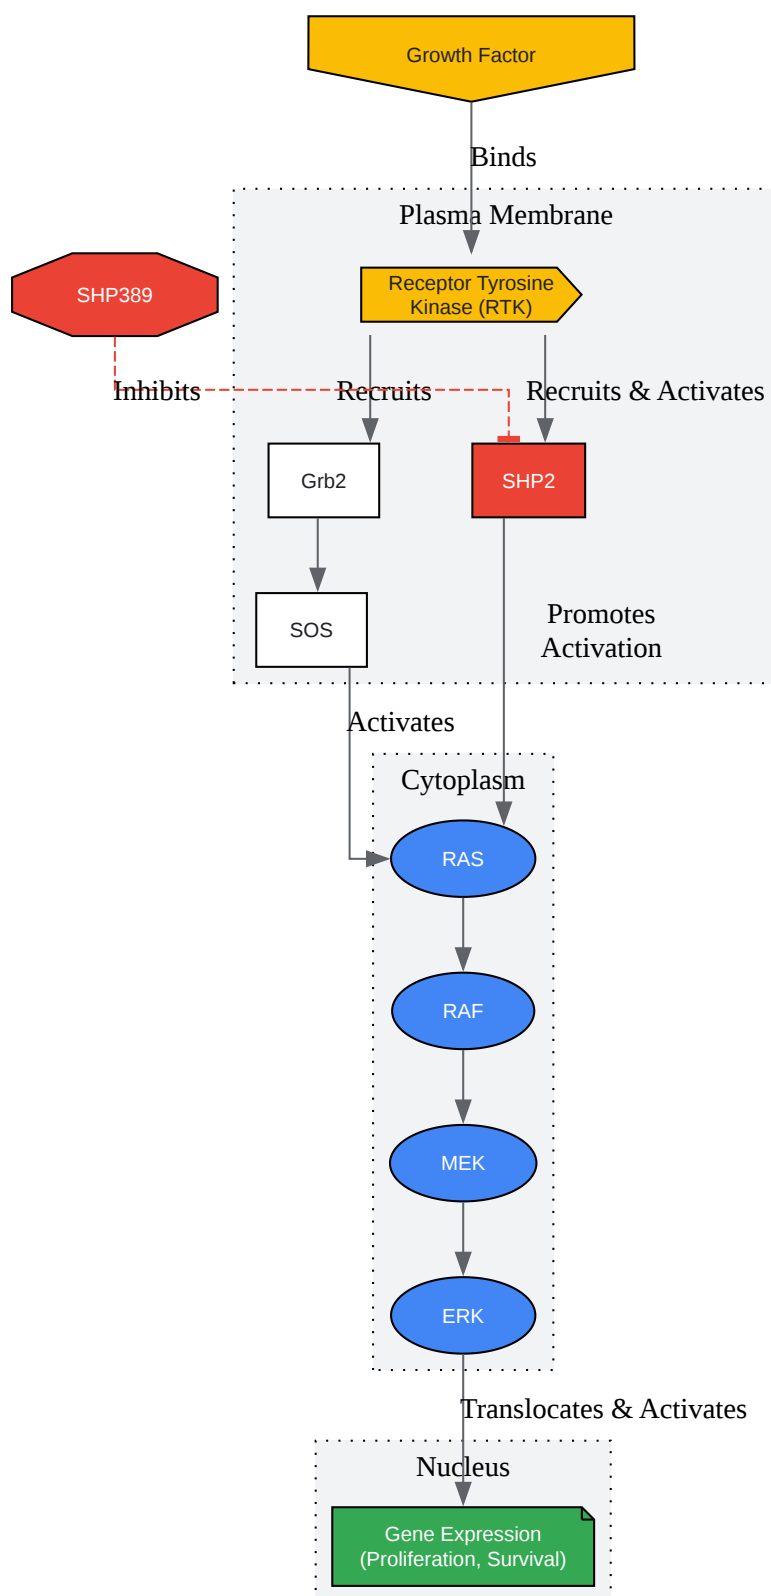 Growth Factor
Binds
Plasma Membrane
SHP389
Receptor Tyrosine
Kinase (RTK)
Inhibits
Recruits
Recruits & Activates
Grb2
SHP2
SOS
Promotes
Activation
Activates
Cytoplasm
RAS
RAF
MEK
ERK
Translocates & Activates
Nucleus
Gene Expression
(Proliferation, Survival)